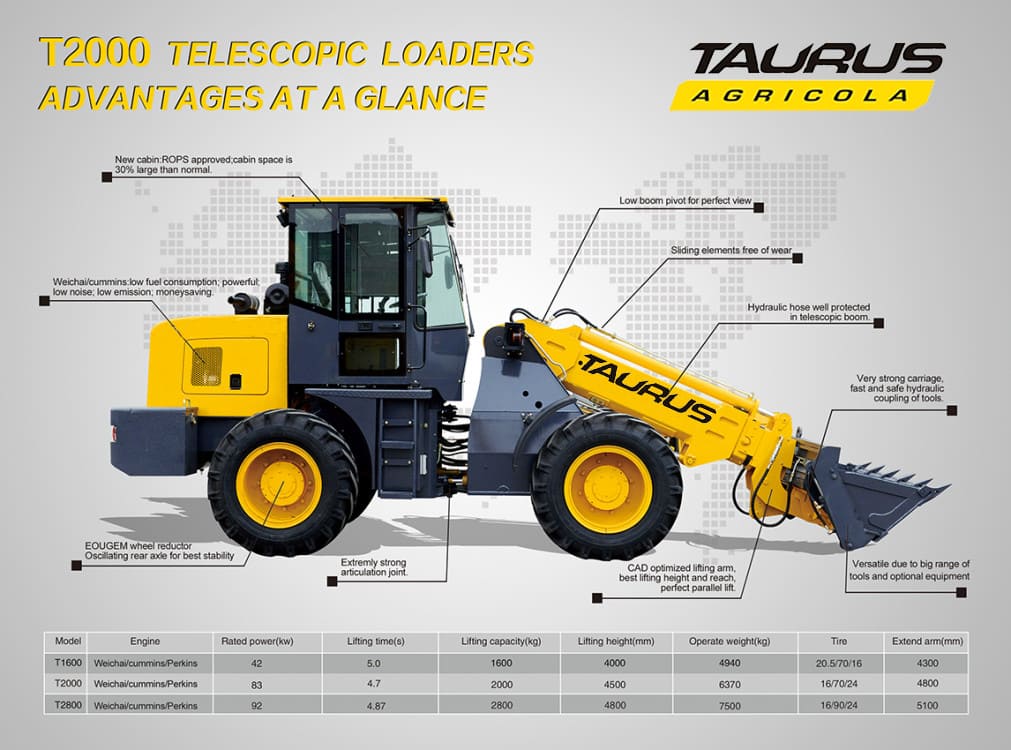 T2000 TELESCOPIC LOADERS
ADVANTAGES AT A GLANCE
TAURUS
AGRICOLA
New cabin:ROPS approved;cabin space is
30% large than normal.
Low boom pivot for perfect view
Sliding elements free of wear
Weichai/cummins:low fuel consumption; powerful;
low noise; low emission; moneysaving.
Hydraulic hose well protected
in telescopic boom.
TAURUS
Very strong carriage,
fast and safe hydraulic
coupling of tools.
EOUGEM wheel reductor
Oscillating rear axle for best stability
Extremly strong
articulation joint.
CAD optimized lifting arm,
best lifting height and reach,
perfect parallel lift.
Versatile due to big range of
tools and optional equipment
Model Engine Rated power(kw) Lifting time(s) Lifting capacity(kg) Lifting height(mm) Operate weight(kg) Tire Extend arm(mm)
T1600 Weichai/cummins/Perkins 42 5.0 1600 4000 4940 20.5/70/16 4300
T2000 Weichai/cummins/Perkins 83 4.7 2000 4500 6370 16/70/24 4800
T2800 Weichai/cummins/Perkins 92 4.87 2800 4800 7500 16/90/24 5100